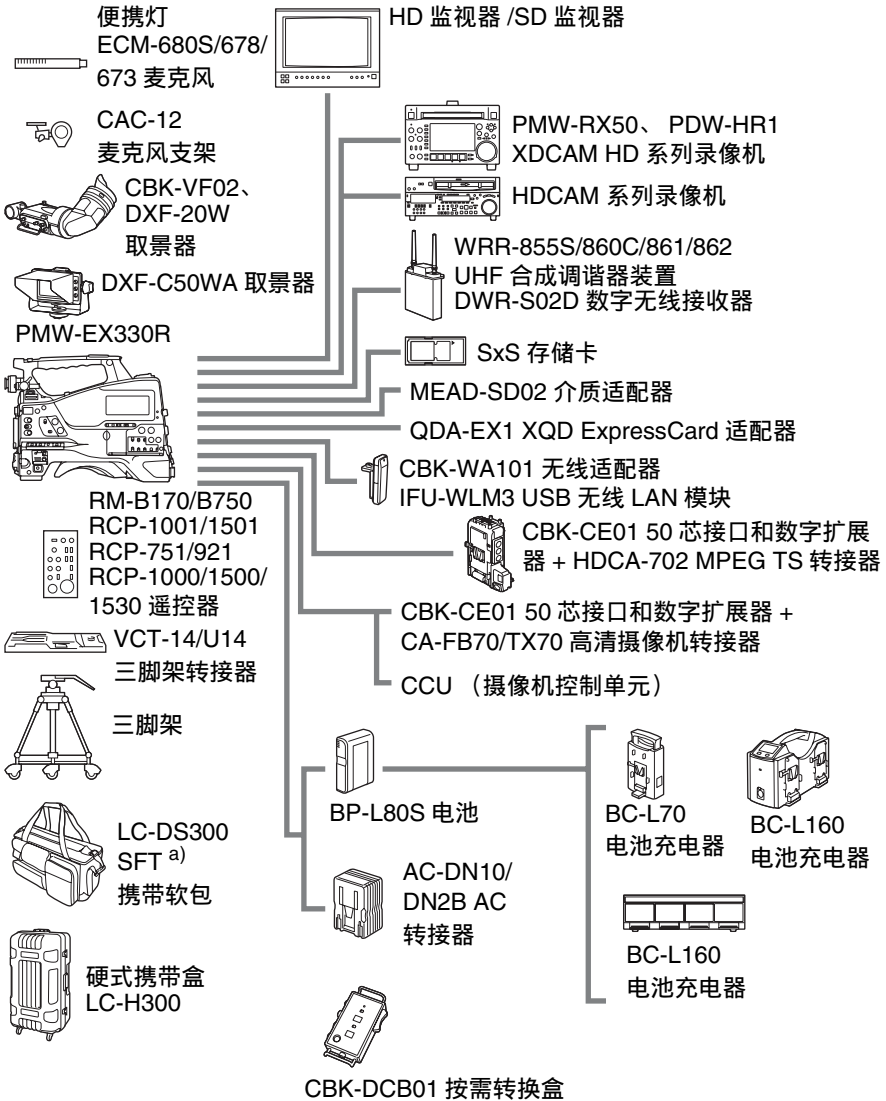 便携灯
ECM-680S/678/
673 麦克风
HD 监视器 /SD 监视器
CAC-12
麦克风支架
PMW-RX50、 PDW-HR1
XDCAM HD 系列录像机
CBK-VF02、
DXF-20W
取景器
HDCAM 系列录像机
WRR-855S/860C/861/862
UHF 合成调谐器装置
DWR-S02D 数字无线接收器
DXF-C50WA 取景器
PMW-EX330R
SxS 存储卡
MEAD-SD02 介质适配器
QDA-EX1 XQD ExpressCard 适配器
CBK-WA101 无线适配器
IFU-WLM3 USB 无线 LAN 模块
RM-B170/B750
RCP-1001/1501
RCP-751/921
RCP-1000/1500/
1530 遥控器
CBK-CE01 50 芯接口和数字扩展
器 + HDCA-702 MPEG TS 转接器
CBK-CE01 50 芯接口和数字扩展器 +
CA-FB70/TX70 高清摄像机转接器
VCT-14/U14
三脚架转接器
CCU （摄像机控制单元）
三脚架
BP-L80S 电池
BC-L70
电池充电器
BC-L160
电池充电器
LC-DS300
SFT a)
携带软包
AC-DN10/
DN2B AC
转接器
BC-L160
电池充电器
硬式携带盒
LC-H300
CBK-DCB01 按需转换盒